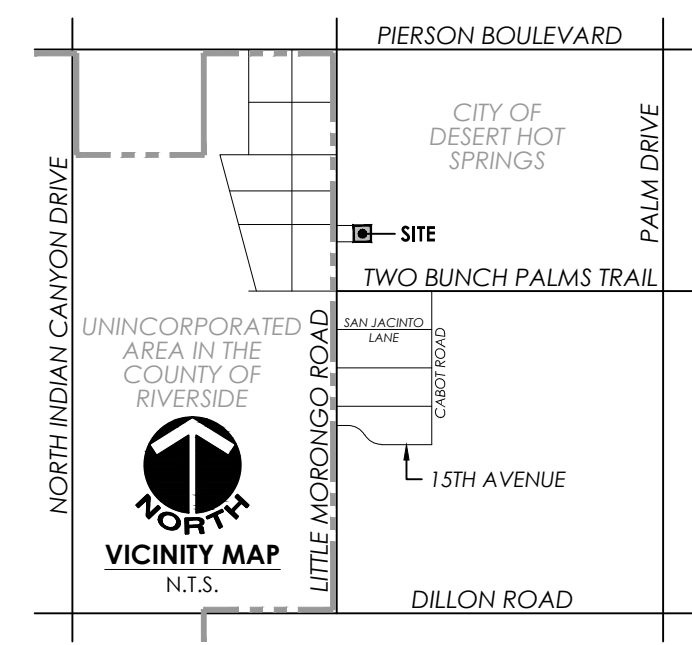 PIERSON BOULEVARD
CITY OF
DESERT HOT
SPRINGS
PALM DRIVE
NORTH INDIAN CANYON DRIVE
SITE
TWO BUNCH PALMS TRAIL
UNINCORPORATED
AREA IN THE
COUNTY OF
RIVERSIDE
LITTLE MORONGO ROAD
SAN JACINTO
LANE
CABOT ROAD
15TH AVENUE
NORTH
VICINITY MAP
N.T.S.
DILLON ROAD